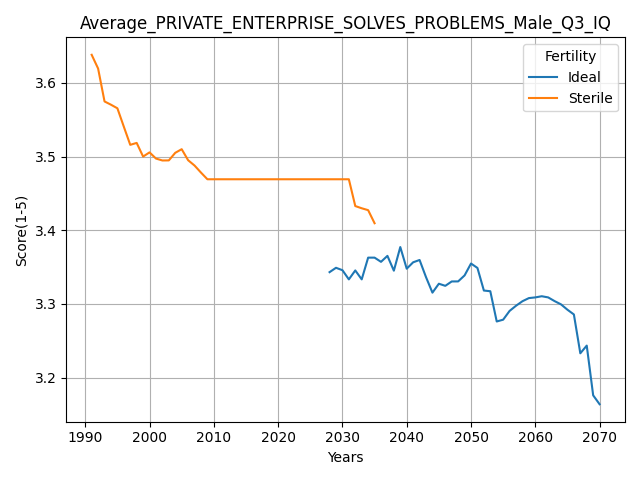 Average_PRIVATE_ENTERPRISE_SOLVES_PROBLEMS_Male_Q3_IQ
Fertility
Ideal
Sterile
3.6
3.5
3.4
3.3
3.2
Score(1-5)
1990 2000 2010 2020 2030 2040 2050 2060 2070
Years